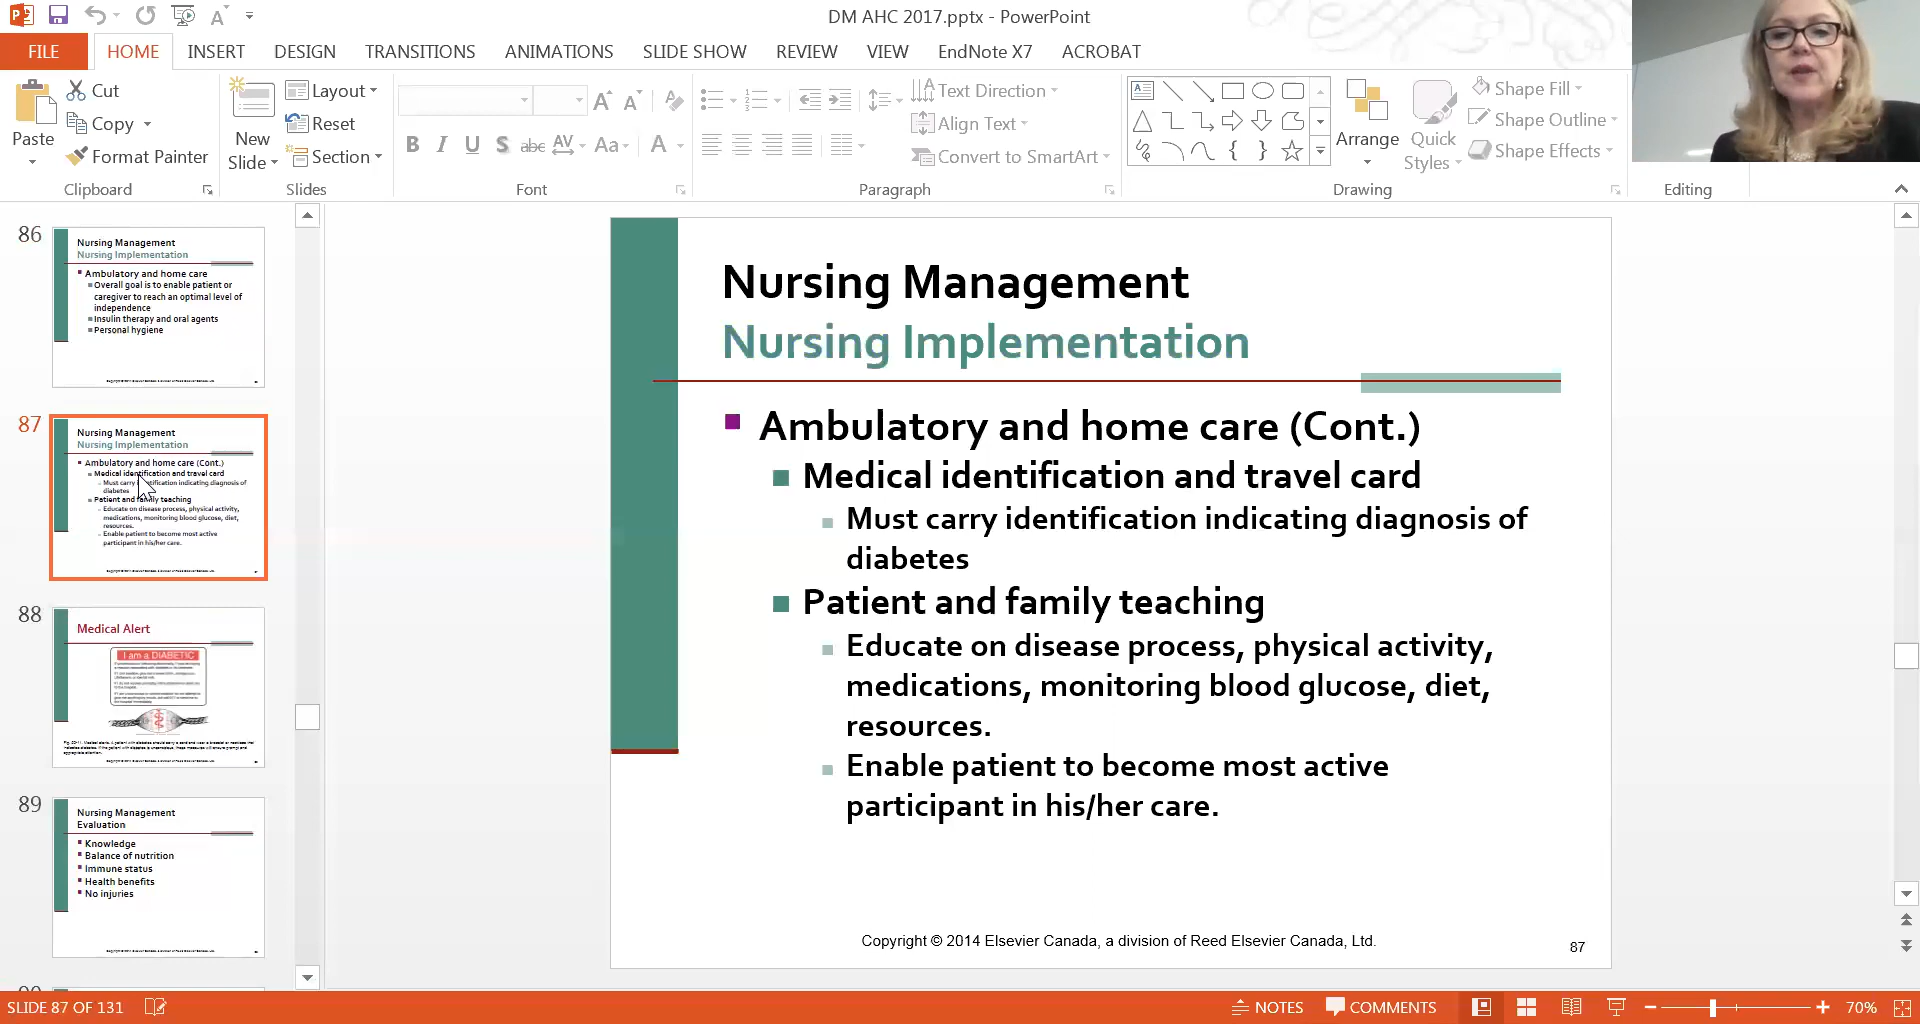 DM AHC 2017.pptx - PowerPoint
FILE
HOME
INSERT
DESIGN
TRANSITIONS
ANIMATIONS
SLIDE SHOW
REVIEW
VIEW
EndNote X7
ACROBAT
Paste
Cut
Copy
Format Painter
Clipboard
New
Slide
Layout
Reset
Section
Slides
B I U S abc AV Aa A
Font
Text Direction
Align Text
Convert to SmartArt
Paragraph
Arrange
Quick
Styles
Shape Fill
Shape Outline
Shape Effects
Drawing
Editing
86
Nursing Management
Nursing Implementation
Ambulatory and home care
Overall goal is to enable patient or
caregiver to reach an optimal level of
independence
Insulin therapy and oral agents
Personal hygiene
87
Nursing Management
Nursing Implementation
Ambulatory and home care (Cont.)
Medical identification and travel card
Must carry identification indicating diagnosis of
diabetes
Patient and family teaching
Educate on disease process, physical activity,
medications, monitoring blood glucose, diet,
resources.
Enable patient to become most active
participant in his/her care.
88
Medical Alert
I am a DIABETIC
89
Nursing Management
Evaluation
Knowledge
Balance of nutrition
Immune status
Health benefits
No injuries
Nursing Management
Nursing Implementation
Ambulatory and home care (Cont.)
Medical identification and travel card
Must carry identification indicating diagnosis of
diabetes
Patient and family teaching
Educate on disease process, physical activity,
medications, monitoring blood glucose, diet,
resources.
Enable patient to become most active
participant in his/her care.
Copyright © 2014 Elsevier Canada, a division of Reed Elsevier Canada, Ltd.
87
SLIDE 87 OF 131
NOTES
COMMENTS
70%